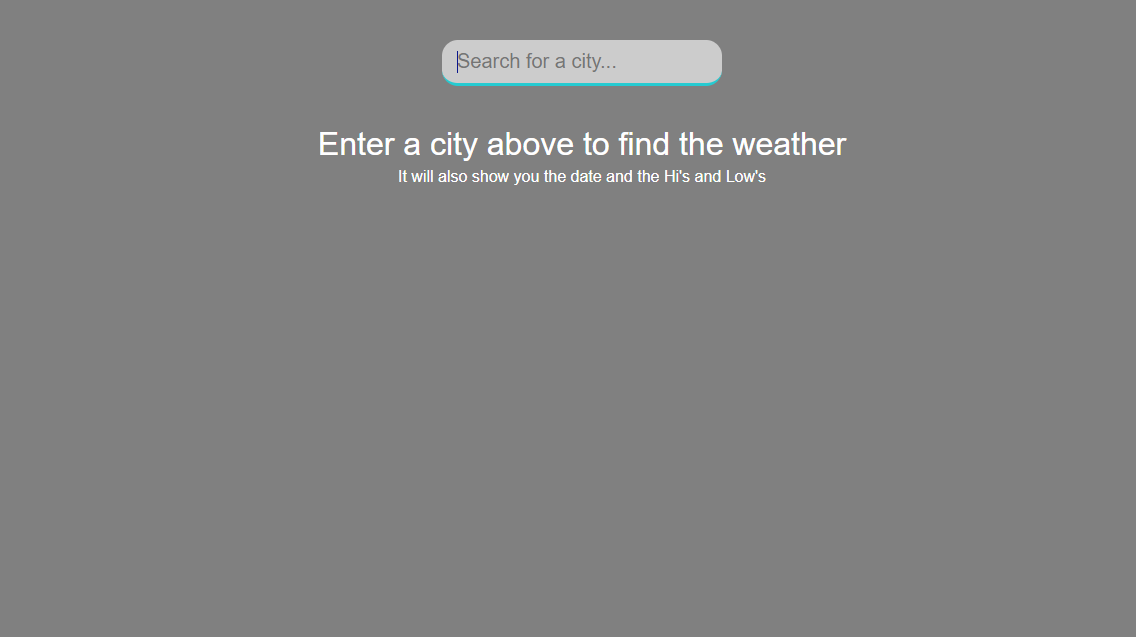 Search for a city...
Enter a city above to find the weather
It will also show you the date and the Hi's and Low's